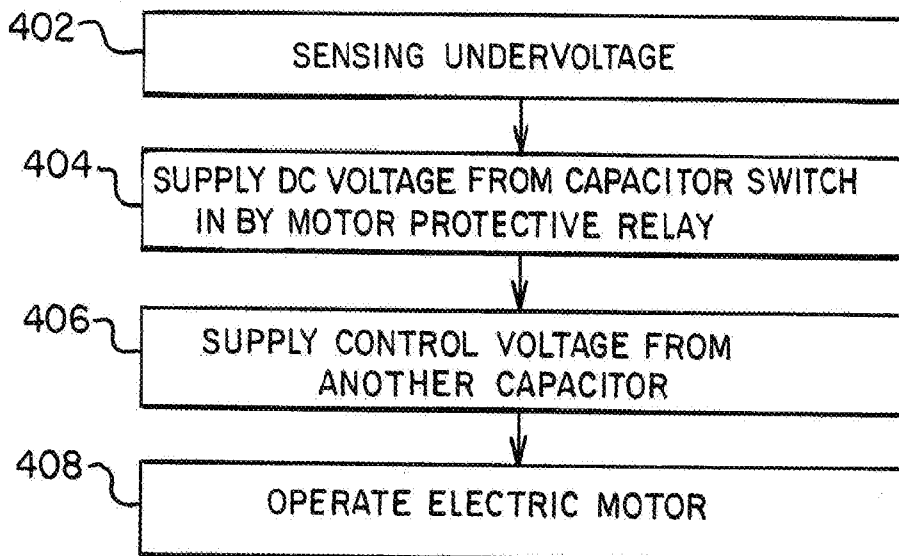 402
SENSING UNDERVOLTAGE
404
SUPPLY DC VOLTAGE FROM CAPACITOR SWITCH
IN BY MOTOR PROTECTIVE RELAY
406
SUPPLY CONTROL VOLTAGE FROM
ANOTHER CAPACITOR
408
OPERATE ELECTRIC MOTOR